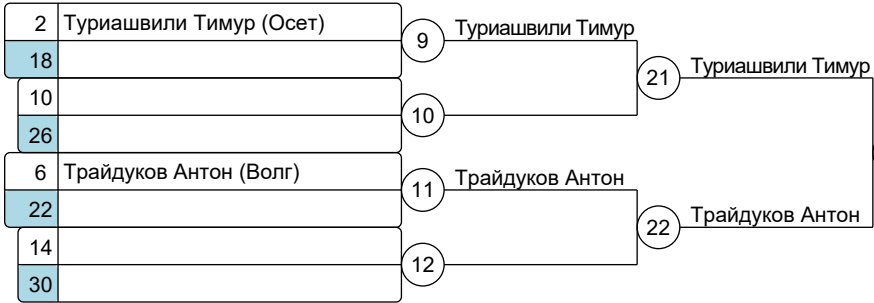 2 Туриашвили Тимур (Осет)
18
9 Туриашвили Тимур
10
26
10
21 Туриашвили Тимур
6 Трайдуков Антон (Волг)
22
11 Трайдуков Антон
14
30
12
22 Трайдуков Антон